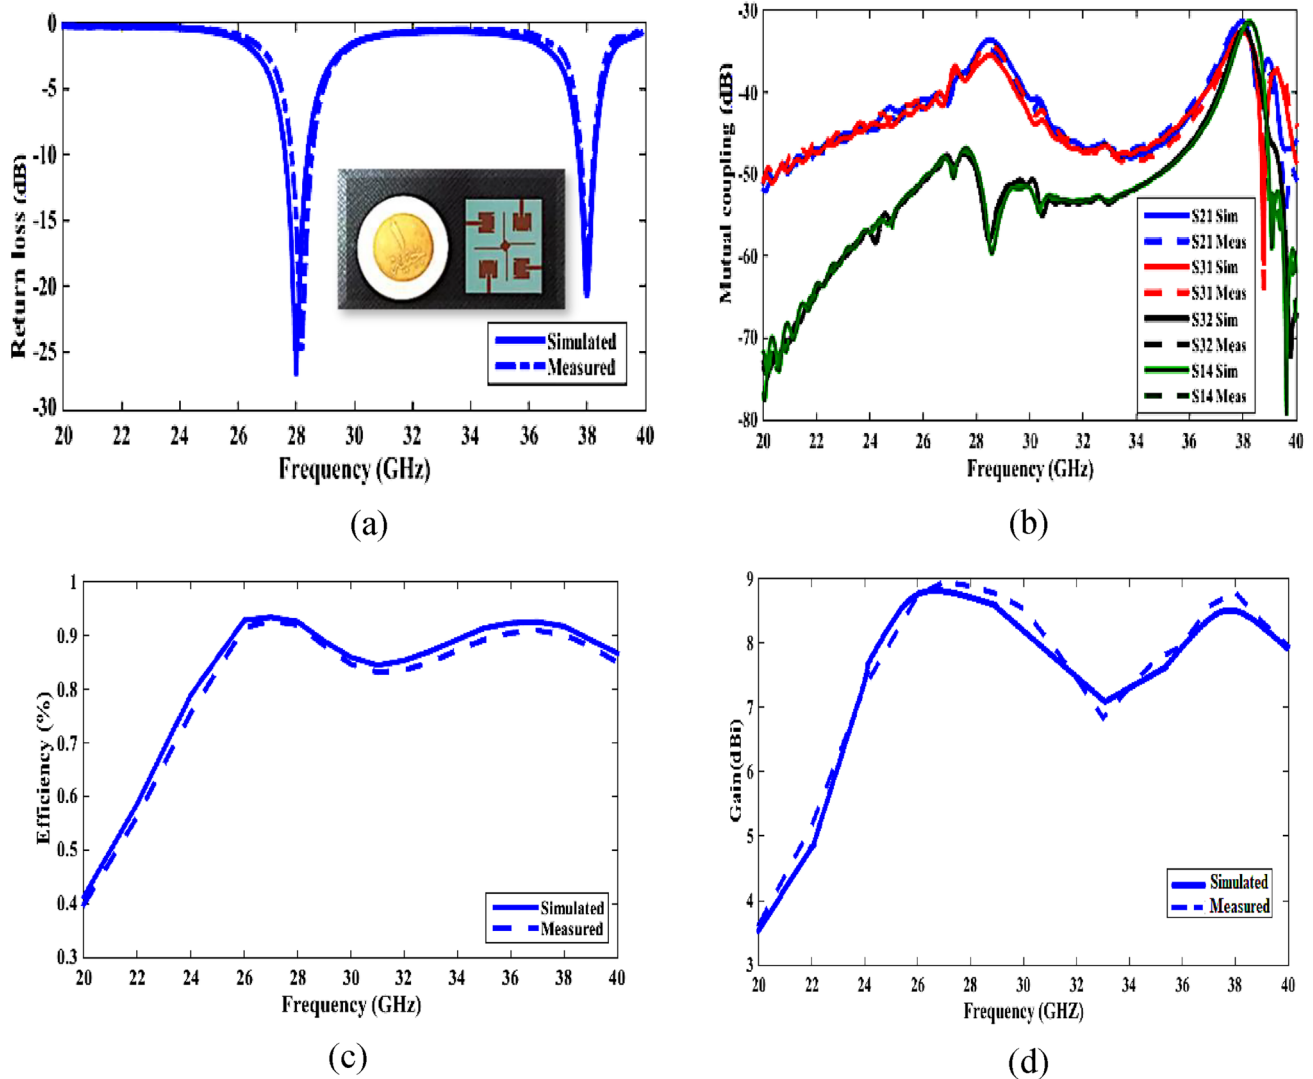 0
-5
-10
-15
-20
-25
-30
20 22 24 26 28 30 32 34 36 38 40
Return loss (dB)
Frequency (GHz)
Simulated
Measured
(a)
-30
-40
-50
-60
-70
-80
20 22 24 26 28 30 32 34 36 38 40
Mutual coupling (dB)
Frequency (GHz)
S21 Sim
S21 Meas
S31 Sim
S31 Meas
S32 Sim
S32 Meas
S14 Sim
S14 Meas
(b)
1
0.9
0.8
0.7
0.6
0.5
0.4
0.3
20 22 24 26 28 30 32 34 36 38 40
Efficiency (%)
Frequency (GHz)
Simulated
Measured
(c)
9
8
7
6
5
4
3
20 22 24 26 28 30 32 34 36 38 40
Gain(dBi)
Frequency (GHZ)
Simulated
Measured
(d)